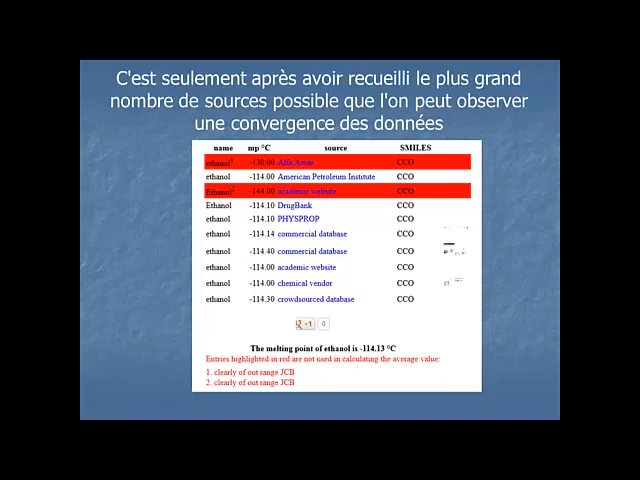 C'est seulement après avoir recueilli le plus grand
nombre de sources possible que l'on peut observer
une convergence des données
name mp °C source SMILES
ethanol1 -130.00 Alfa Aesar CCO
ethanol -114.00 American Petroleum Institute CCO
Ethanol2 -144.00 academic website CCO
Ethanol -114.10 DrugBank CCO
ethanol -114.10 PHYSPROP CCO
ethanol -114.14 commercial database CCO
ethanol -114.40 commercial database CCO
ethanol -114.00 academic website CCO
ethanol -114.00 chemical vendor CCO
ethanol -114.30 crowdsourced database CCO
+1 0
The melting point of ethanol is -114.13 °C
Entries highlighted in red are not used in calculating the average value:
1. clearly of out range JCB
2. clearly of out range JCB